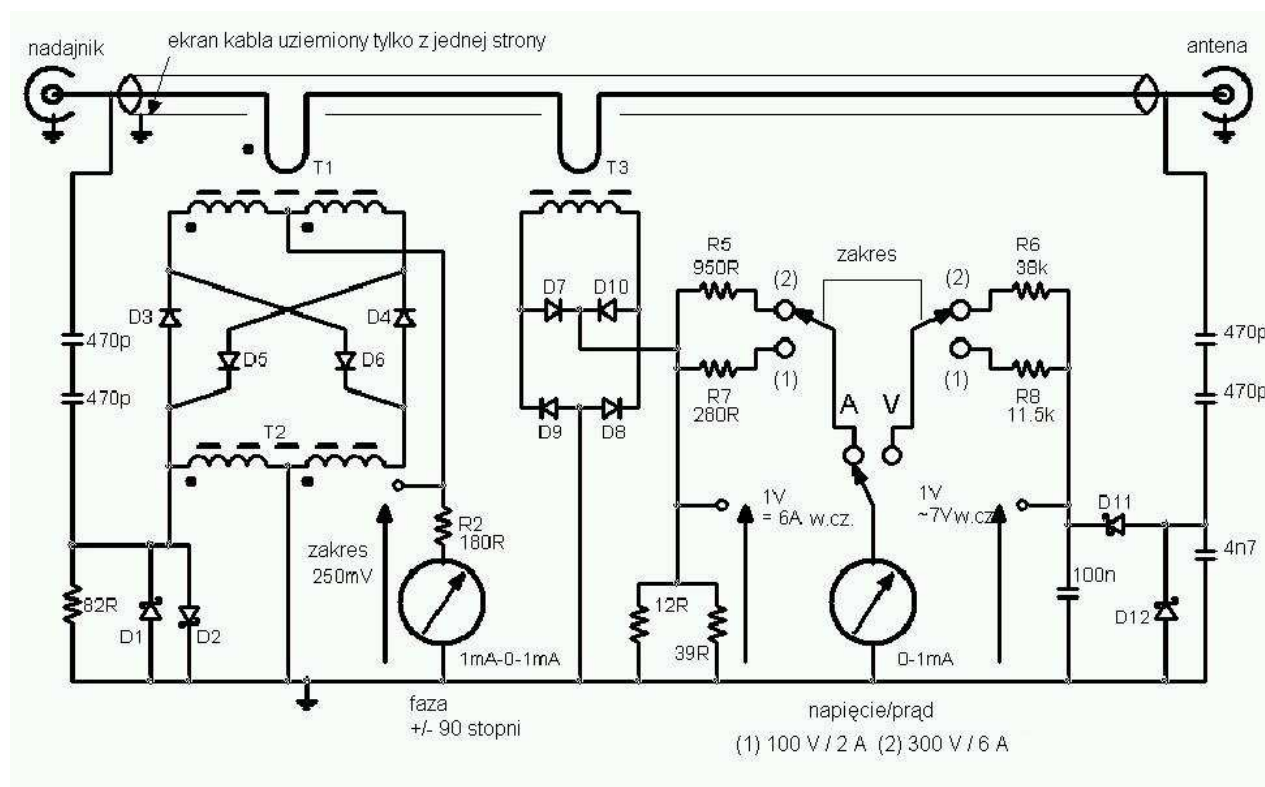 ekran kabla uziemiony tylko z jednej strony
nadajnik
antena
T1
T3
R5
950R
(2)
zakres
(2)
R6
38k
D7
D10
D3
D4
470p
470p
D5
D6
(1)
(1)
R7
280R
R8
11.5k
470p
470p
A V
D9
D8
T2
1V
= 6A w.cz.
1V
~7Vw.cz
D11
R2
180R
zakres
250mV
4n7
100n
82R
D1
D2
12R
39R
D12
1mA-0-1mA
0-1mA
faza
+/- 90 stopni
napięcie/prąd
(1) 100 V / 2 A (2) 300 V / 6 A